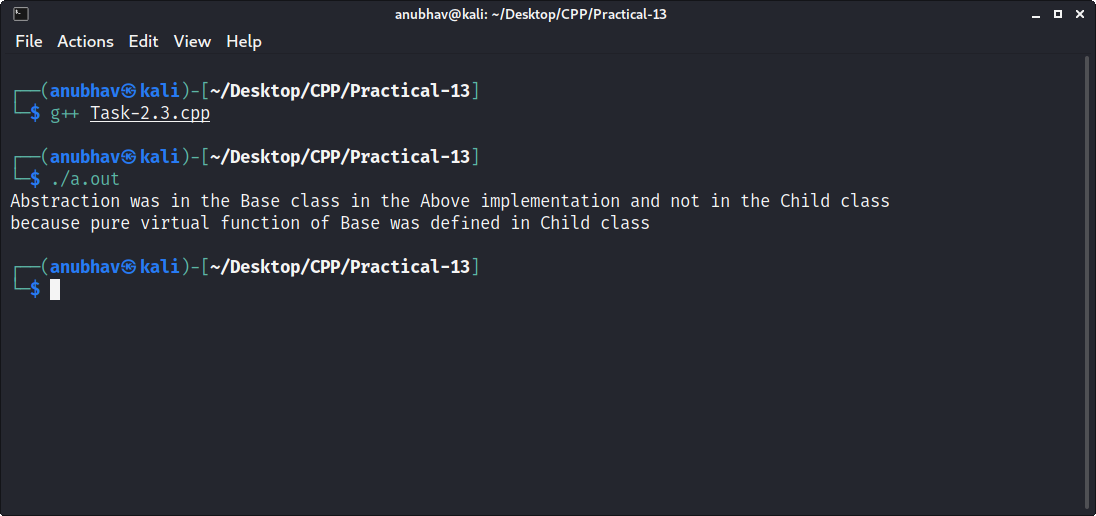 anubhav@kali: ~/Desktop/CPP/Practical-13
File Actions Edit View Help
┌──(anubhav㉿kali)-[~/Desktop/CPP/Practical-13]
└─$ g++ Task-2.3.cpp
┌──(anubhav㉿kali)-[~/Desktop/CPP/Practical-13]
└─$ ./a.out
Abstraction was in the Base class in the Above implementation and not in the Child class
because pure virtual function of Base was defined in Child class
┌──(anubhav㉿kali)-[~/Desktop/CPP/Practical-13]
└─$